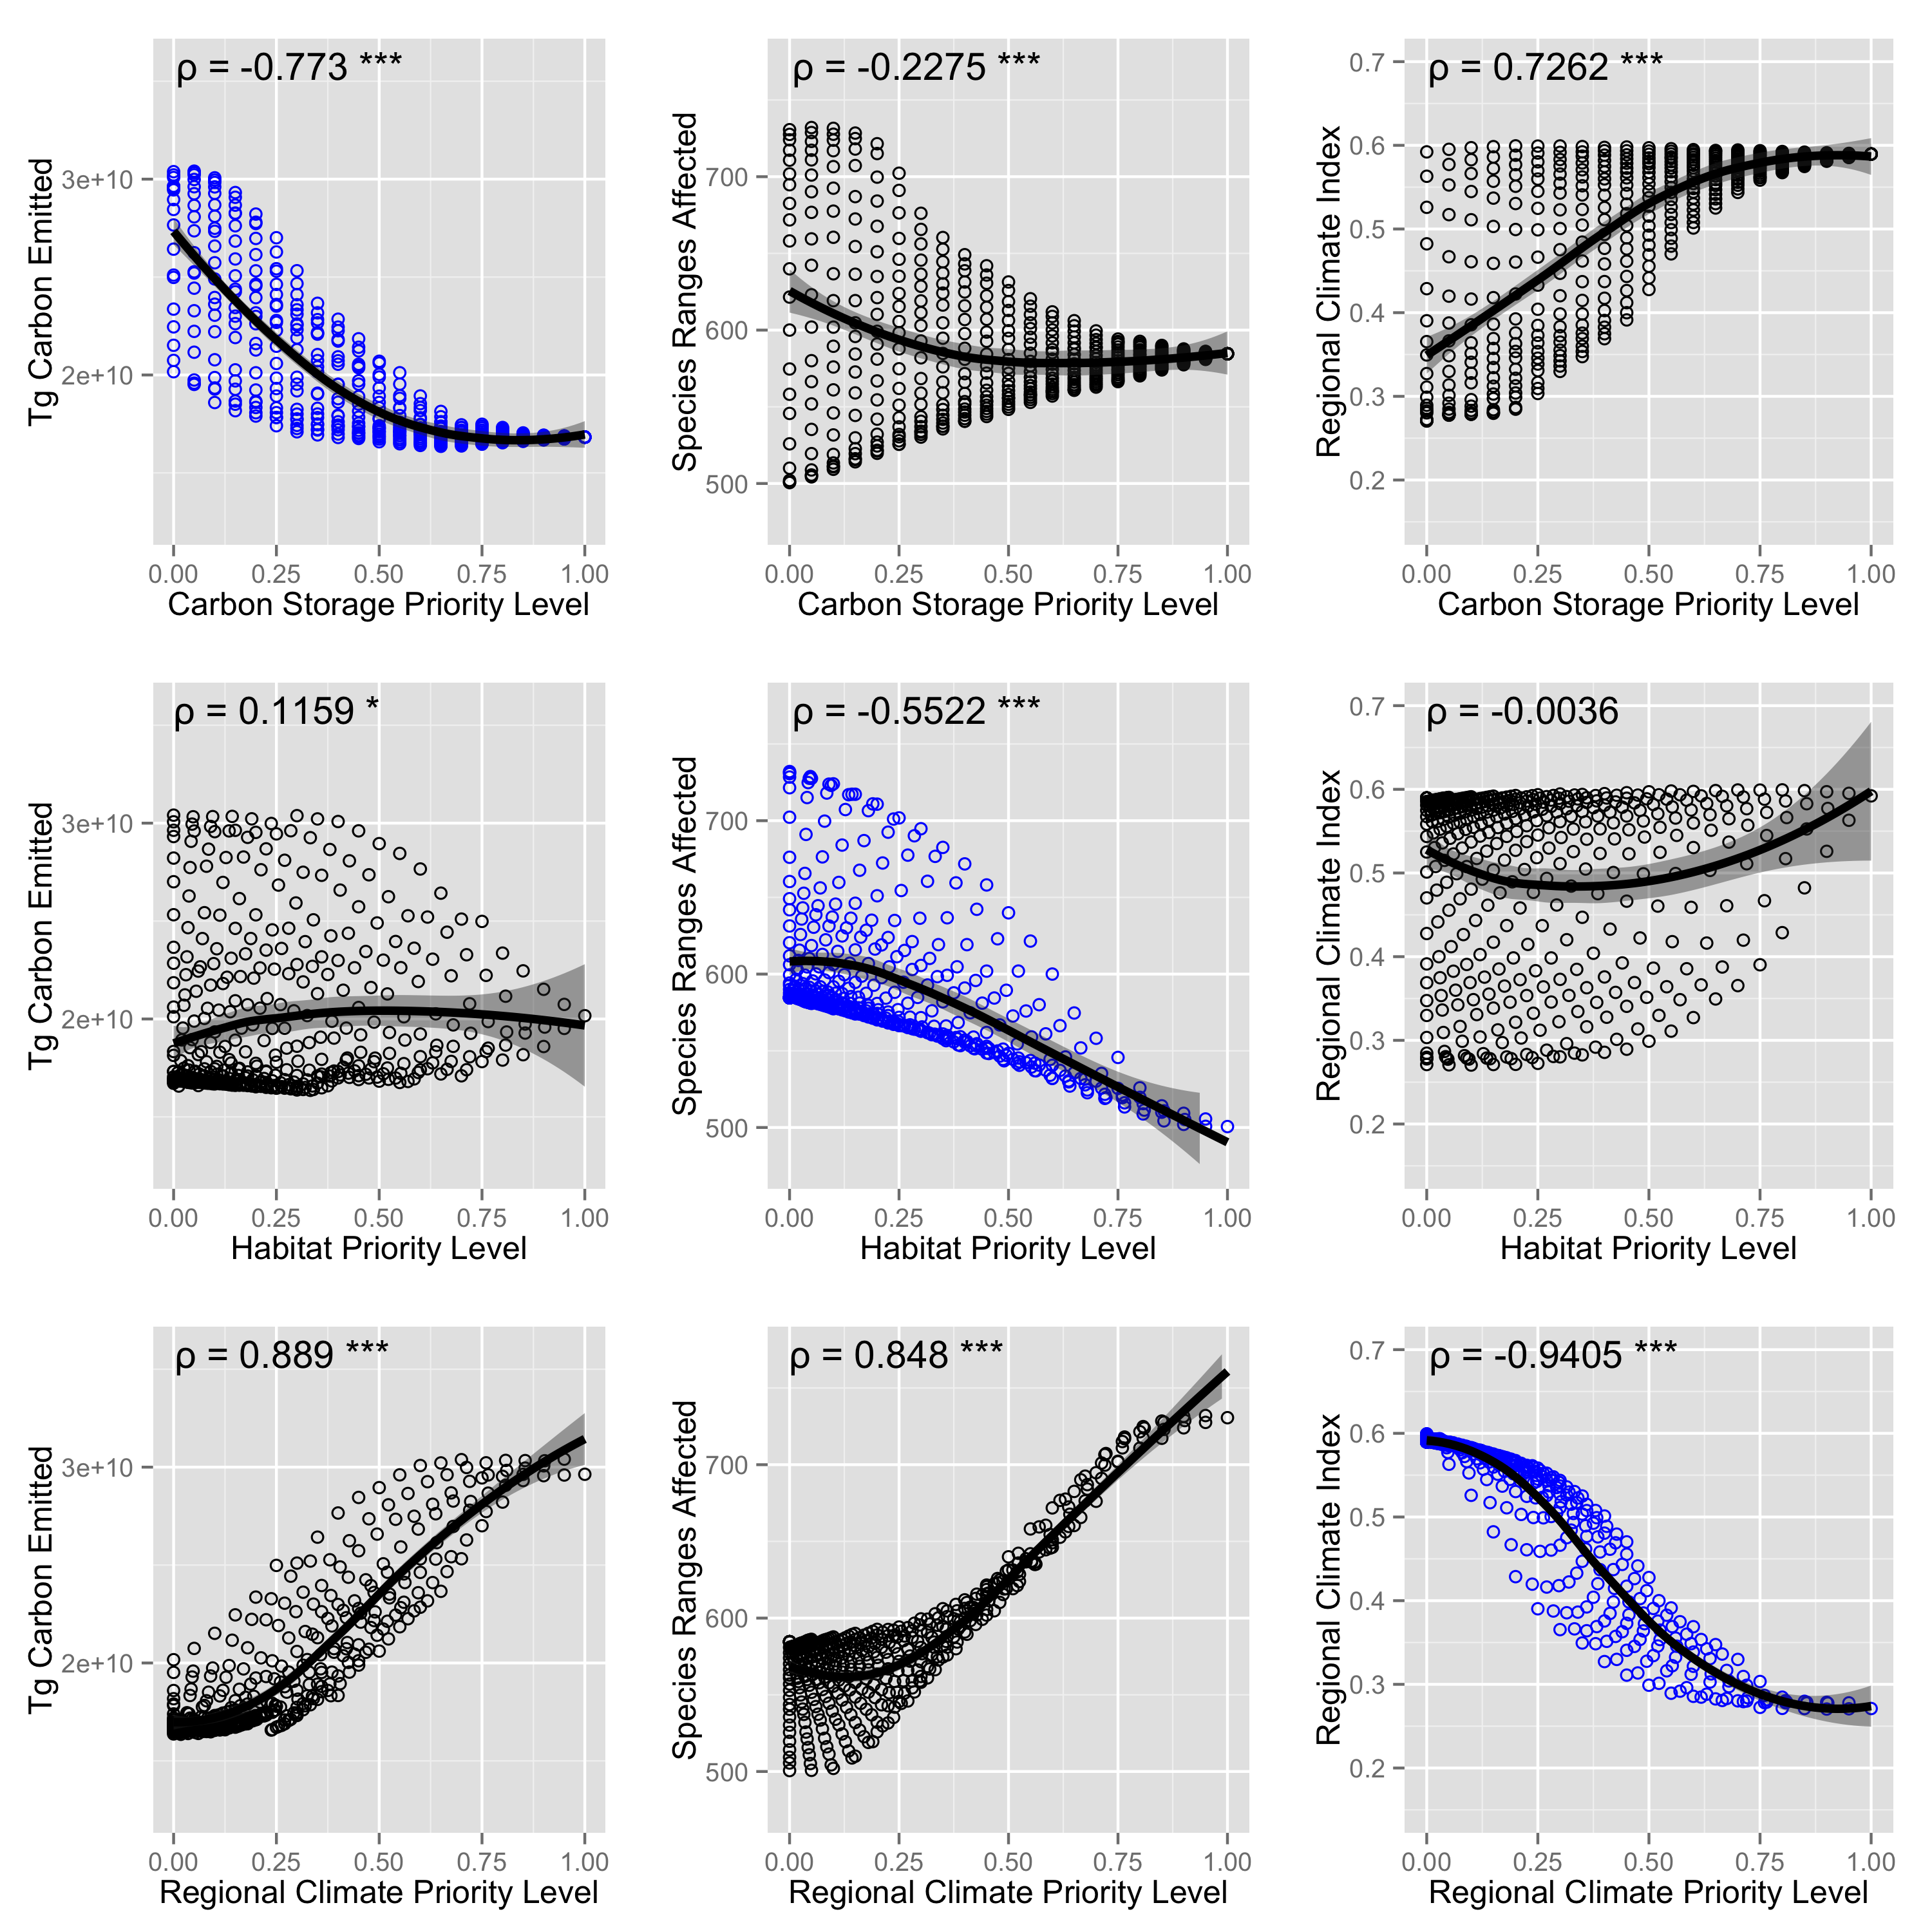 ρ = -0.773 ***
Tg Carbon Emitted
3e+10
2e+10
0.00 0.25 0.50 0.75 1.00
Carbon Storage Priority Level
ρ = -0.2275 ***
Species Ranges Affected
700
600
500
0.00 0.25 0.50 0.75 1.00
Carbon Storage Priority Level
ρ = 0.7262 ***
Regional Climate Index
0.7
0.6
0.5
0.4
0.3
0.2
0.00 0.25 0.50 0.75 1.00
Carbon Storage Priority Level
ρ = 0.1159 *
Tg Carbon Emitted
3e+10
2e+10
0.00 0.25 0.50 0.75 1.00
Habitat Priority Level
ρ = -0.5522 ***
Species Ranges Affected
700
600
500
0.00 0.25 0.50 0.75 1.00
Habitat Priority Level
ρ = -0.0036
Regional Climate Index
0.7
0.6
0.5
0.4
0.3
0.2
0.00 0.25 0.50 0.75 1.00
Habitat Priority Level
ρ = 0.889 ***
Tg Carbon Emitted
3e+10
2e+10
0.00 0.25 0.50 0.75 1.00
Regional Climate Priority Level
ρ = 0.848 ***
Species Ranges Affected
700
600
500
0.00 0.25 0.50 0.75 1.00
Regional Climate Priority Level
ρ = -0.9405 ***
Regional Climate Index
0.7
0.6
0.5
0.4
0.3
0.2
0.00 0.25 0.50 0.75 1.00
Regional Climate Priority Level